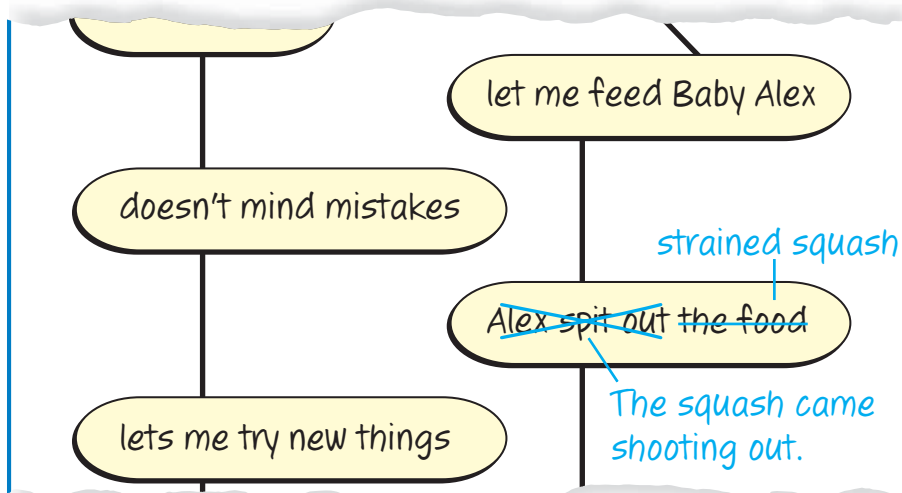 let me feed Baby Alex
doesn't mind mistakes
strained squash
Alex spit out the food
The squash came
shooting out.
lets me try new things